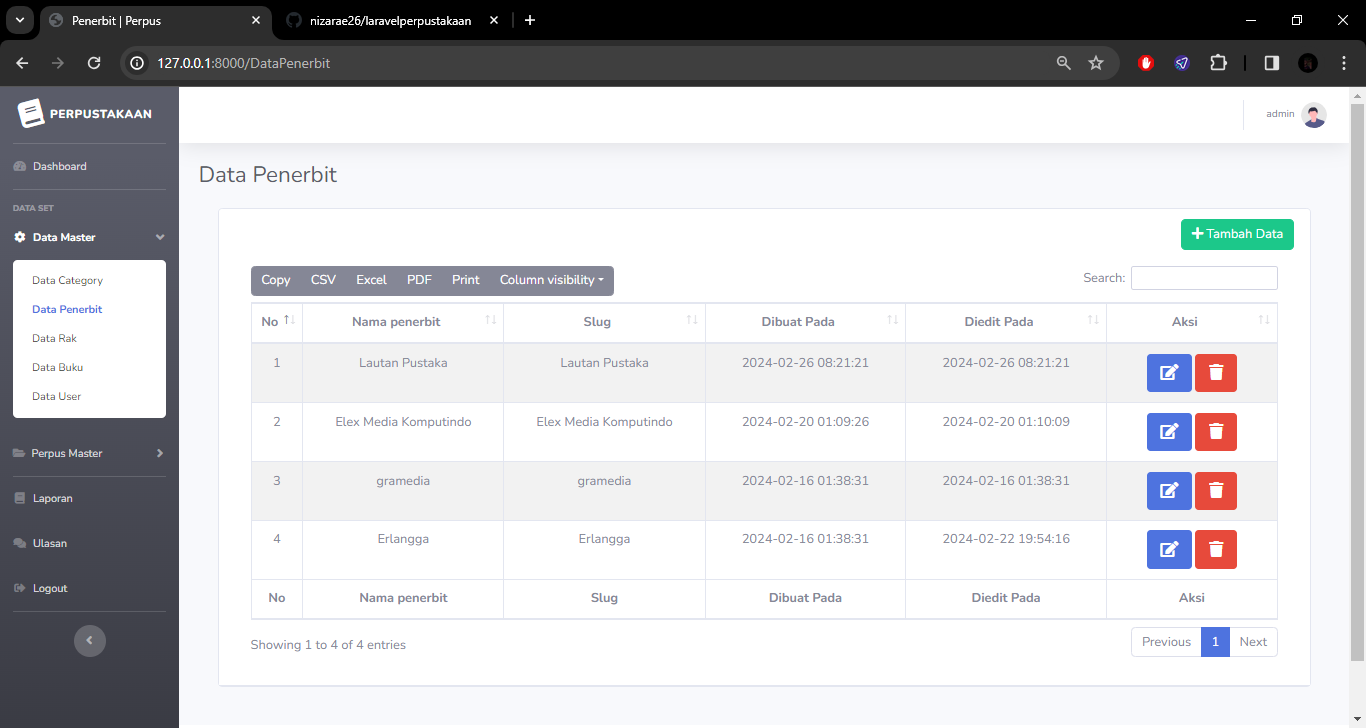 Penerbit | Perpus
nizarae26/laravelperpustakaan
127.0.0.1:8000/DataPenerbit
PERPUSTAKAAN
admin
Dashboard
DATA SET
Data Master
Data Category
Data Penerbit
Data Rak
Data Buku
Data User
Perpus Master
Laporan
Ulasan
Logout
Data Penerbit
Tambah Data
Copy CSV Excel PDF Print Column visibility
Search:
No Nama penerbit Slug Dibuat Pada Diedit Pada Aksi
1 Lautan Pustaka Lautan Pustaka 2024-02-26 08:21:21 2024-02-26 08:21:21
2 Elex Media Komputindo Elex Media Komputindo 2024-02-20 01:09:26 2024-02-20 01:10:09
3 gramedia gramedia 2024-02-16 01:38:31 2024-02-16 01:38:31
4 Erlangga Erlangga 2024-02-16 01:38:31 2024-02-22 19:54:16
No Nama penerbit Slug Dibuat Pada Diedit Pada Aksi
Showing 1 to 4 of 4 entries
Previous 1 Next